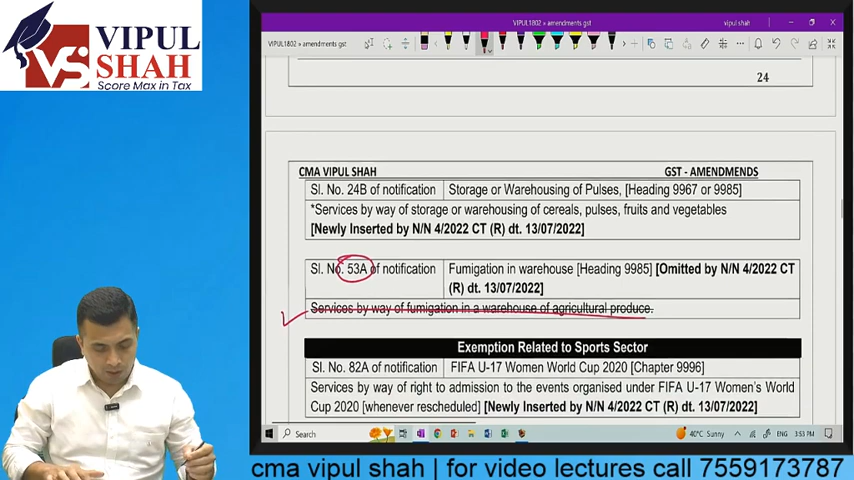 VIPUL
SHAH
Score Max in Tax
VS
VIPUL1802 » amendments gst
vipul shah
VIPUL1802 » amendments gst
24
CMA VIPUL SHAH
GST - AMENDMENDS
Sl. No. 24B of notification
Storage or Warehousing of Pulses, [Heading 9967 or 9985]
*Services by way of storage or warehousing of cereals, pulses, fruits and vegetables
[Newly Inserted by N/N 4/2022 CT (R) dt. 13/07/2022]
Sl. No. 53A of notification
Fumigation in warehouse [Heading 9985] [Omitted by N/N 4/2022 CT
(R) dt. 13/07/2022]
Services by way of fumigation in a warehouse of agricultural produce.
Exemption Related to Sports Sector
Sl. No. 82A of notification
FIFA U-17 Women World Cup 2020 [Chapter 9996]
Services by way of right to admission to the events organised under FIFA U-17 Women's World
Cup 2020 [whenever rescheduled] [Newly Inserted by N/N 4/2022 CT (R) dt. 13/07/2022]
Search
40°C Sunny
ENG
3:53 PM
cma vipul shah | for video lectures call 7559173787